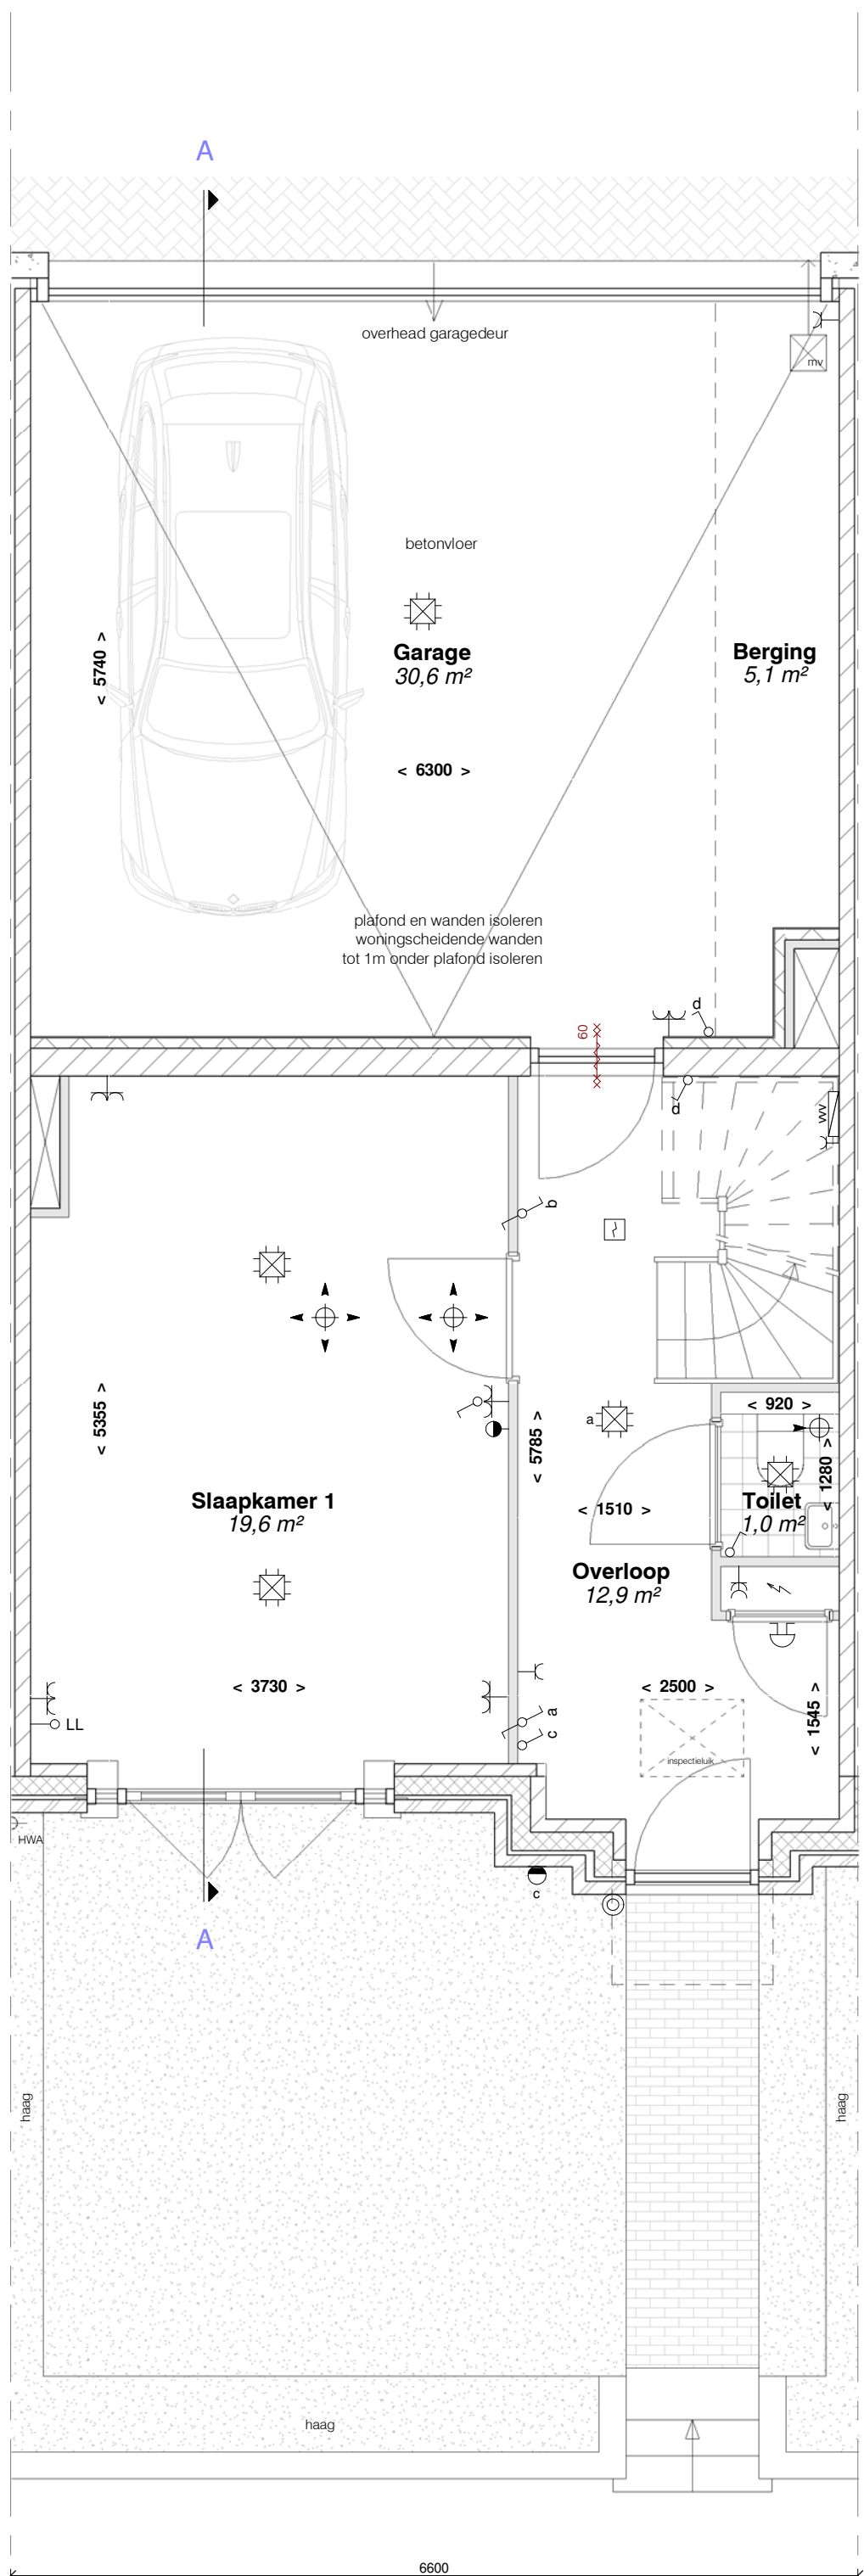 A
overhead garagedeur
mv
betonvloer
< 5740 >
Garage
30,6 m²
Berging
5,1 m²
< 6300 >
plafond en wanden isoleren
woningscheidende wanden
tot 1m onder plafond isoleren
60
d
d
vv
b
< 5355 >
< 5785 >
a
< 920 >
< 1280 >
Slaapkamer 1
19,6 m²
< 1510 >
Toilet
1,0 m²
Overloop
12,9 m²
< 3730 >
< 2500 >
< 1545 >
LL
a
c
inspectieluik
HWA
c
A
haag
haag
haag
6600